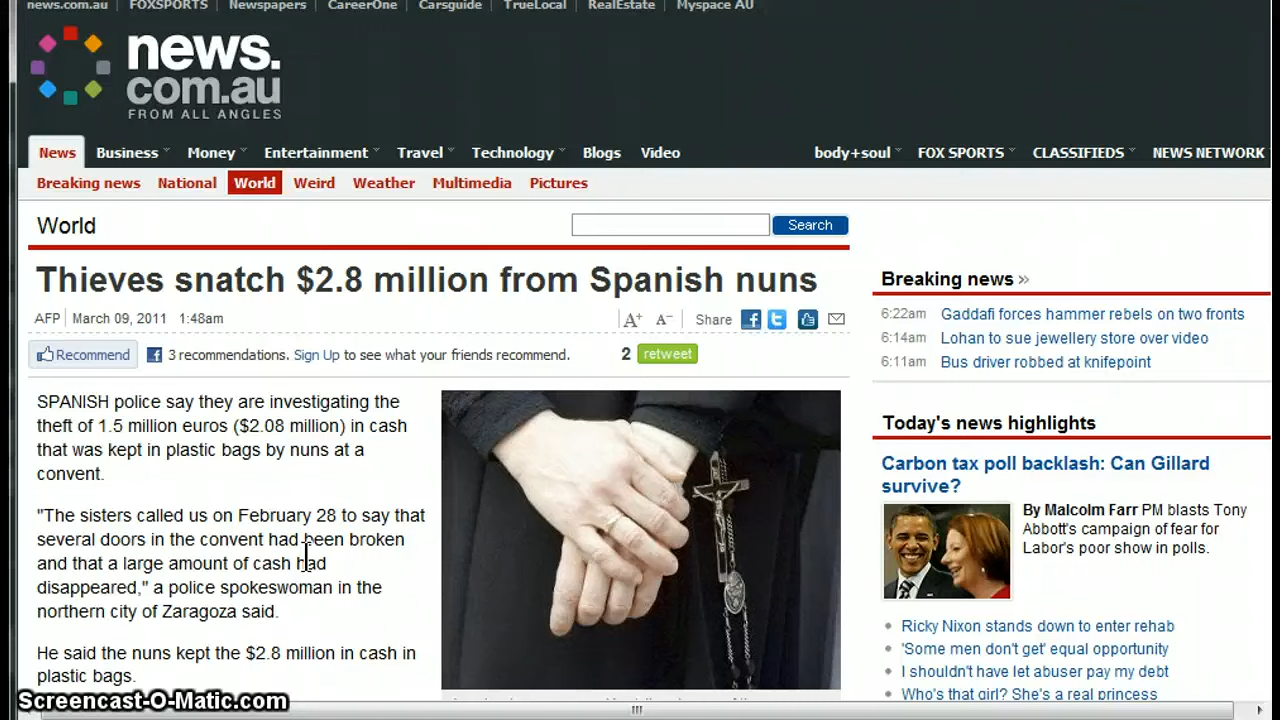 news.com.au FOXSPORTS Newspapers CareerOne Carsguide TrueLocal RealEstate Myspace AU
news.
com.au
FROM ALL ANGLES
News Business Money Entertainment Travel Technology Blogs Video body+soul FOX SPORTS CLASSIFIEDS NEWS NETWORK
Breaking news National World Weird Weather Multimedia Pictures
World
Search
Thieves snatch $2.8 million from Spanish nuns
AFP March 09, 2011 1:48am
A+ A- Share
Recommend 3 recommendations. Sign Up to see what your friends recommend.
2 retweet
SPANISH police say they are investigating the
theft of 1.5 million euros ($2.08 million) in cash
that was kept in plastic bags by nuns at a
convent.
"The sisters called us on February 28 to say that
several doors in the convent had been broken
and that a large amount of cash had
disappeared," a police spokeswoman in the
northern city of Zaragoza said.
He said the nuns kept the $2.8 million in cash in
plastic bags.
Breaking news »
6:22am Gaddafi forces hammer rebels on two fronts
6:14am Lohan to sue jewellery store over video
6:11am Bus driver robbed at knifepoint
Today's news highlights
Carbon tax poll backlash: Can Gillard
survive?
By Malcolm Farr PM blasts Tony
Abbott's campaign of fear for
Labor's poor show in polls.
Ricky Nixon stands down to enter rehab
'Some men don't get' equal opportunity
I shouldn't have let abuser pay my debt
Who's that girl? She's a real princess
Screencast-O-Matic.com